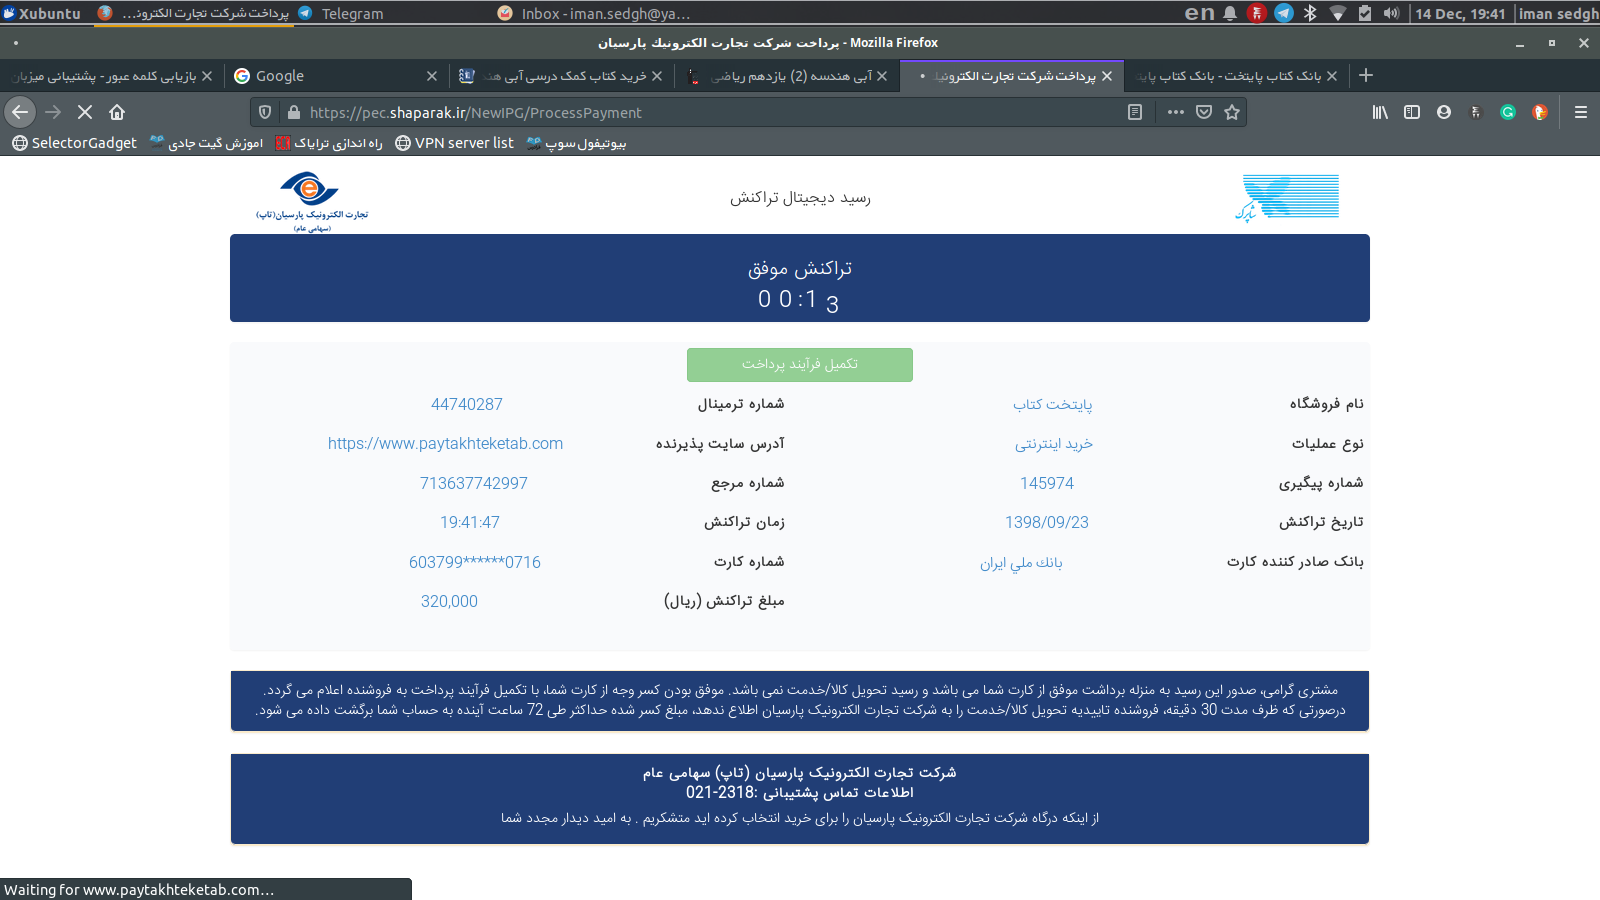 Xubuntu
پرداخت شرکت تجارت الکترونی...
Telegram
Inbox - iman.sedgh@ya...
en
14 Dec, 19:41
iman sedgh
پرداخت شرکت تجارت الکترونیك پارسیان - Mozilla Firefox
بازیابی کلمه عبور - پشتیبانی میزبان
Google
خرید کتاب کمک درسی آبی هند
آبی هندسه (2) یازدهم ریاضی
پرداخت شرکت تجارت الکترونیك
بانک کتاب پایتخت - بانک کتاب پایت
https://pec.shaparak.ir/NewIPG/ProcessPayment
SelectorGadget
اموزش گیت جادی
راه اندازی ترایاک
VPN server list
بیوتیفول سوپ
تجارت الکترونیک پارسیان(تاپ)
(سهامی عام)
رسید دیجیتال تراکنش
شاپرک
تراکنش موفق
00:13
تکمیل فرآیند پرداخت
نام فروشگاه پایتخت کتاب شماره ترمینال 44740287
نوع عملیات خرید اینترنتی آدرس سایت پذیرنده https://www.paytakhteketab.com
شماره پیگیری 145974 شماره مرجع 713637742997
تاریخ تراکنش 1398/09/23 زمان تراکنش 19:41:47
بانک صادر کننده کارت بانك ملي ايران شماره کارت 603799******0716
مبلغ تراکنش (ریال) 320,000
مشتری گرامی، صدور این رسید به منزله برداشت موفق از کارت شما می باشد و رسید تحویل کالا/خدمت نمی باشد. موفق بودن کسر وجه از کارت شما، با تکمیل فرآیند پرداخت به فروشنده اعلام می گردد.
درصورتی که ظرف مدت 30 دقیقه، فروشنده تاییدیه تحویل کالا/خدمت را به شرکت تجارت الکترونیک پارسیان اطلاع ندهد، مبلغ کسر شده حداکثر طی 72 ساعت آینده به حساب شما برگشت داده می شود.
شرکت تجارت الکترونیک پارسیان (تاپ) سهامی عام
اطلاعات تماس پشتیبانی :2318-021
از اینکه درگاه شرکت تجارت الکترونیک پارسیان را برای خرید انتخاب کرده اید متشکریم . به امید دیدار مجدد شما
Waiting for www.paytakhteketab.com...